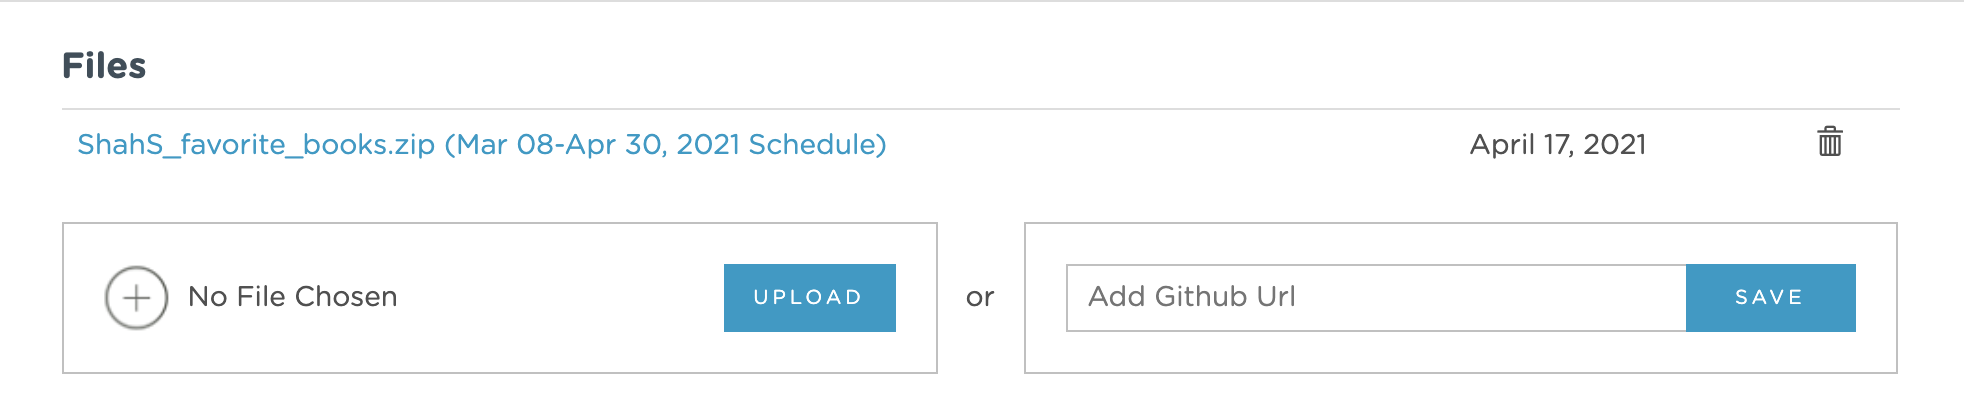 Files
ShahS_favorite_books.zip (Mar 08-Apr 30, 2021 Schedule) April 17, 2021
No File Chosen UPLOAD or Add Github Url SAVE